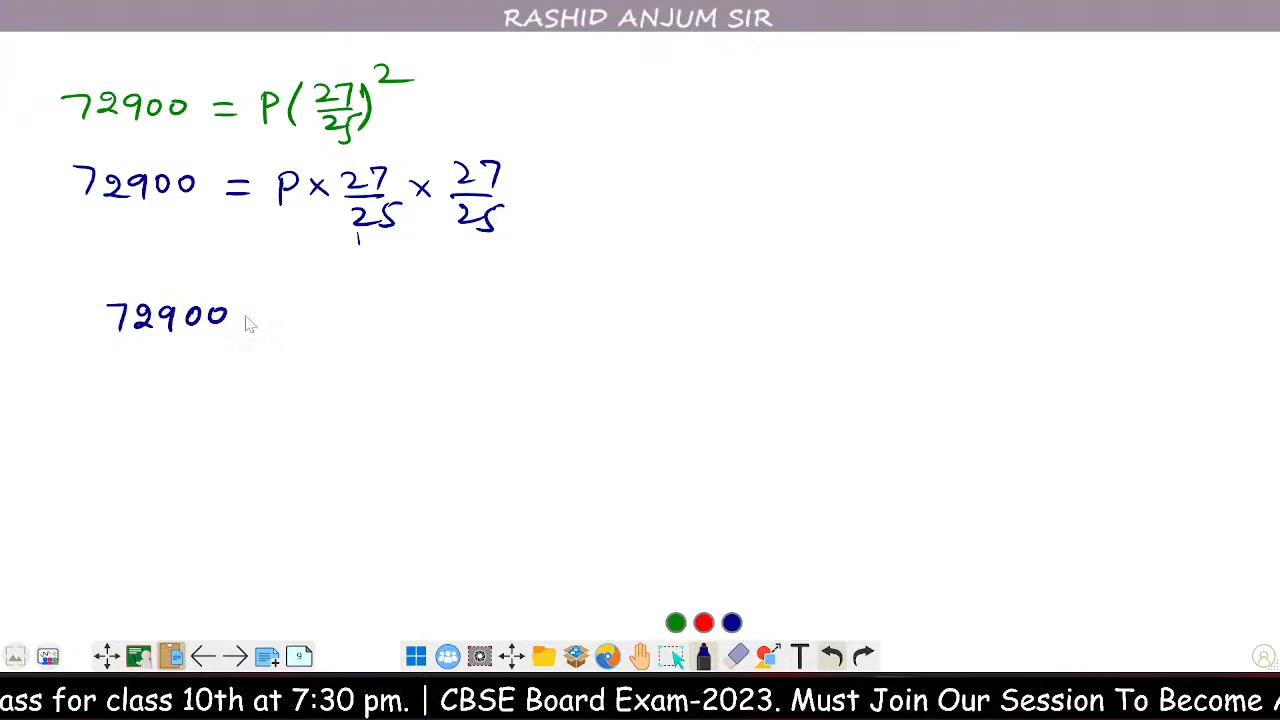 RASHID ANJUM SIR
72900 = P(27/25)²
72900 = P × 27/25 × 27/25
72900
9
ass for class 10th at 7:30 pm. | CBSE Board Exam-2023. Must Join Our Session To Become A